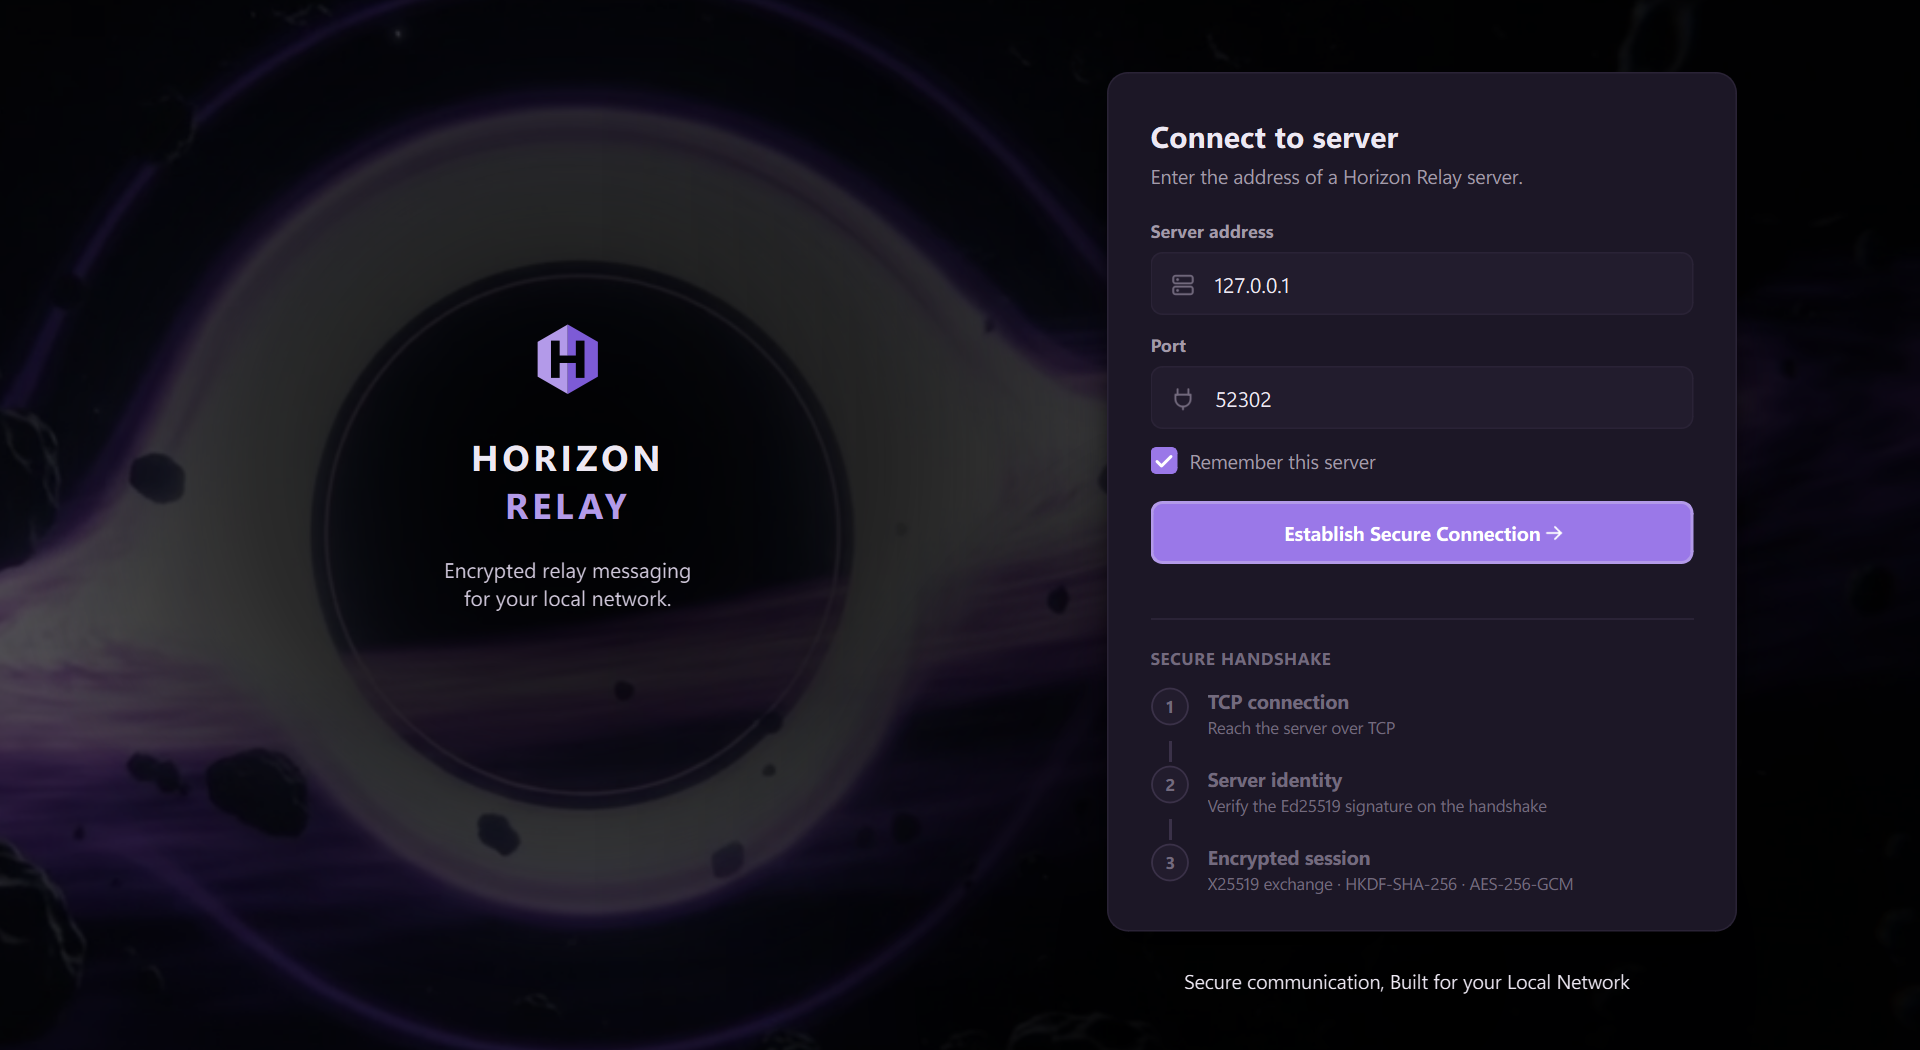 H
HORIZON
RELAY
Encrypted relay messaging
for your local network.
Connect to server
Enter the address of a Horizon Relay server.
Server address
127.0.0.1
Port
52302
Remember this server
Establish Secure Connection →
SECURE HANDSHAKE
1 TCP connection
Reach the server over TCP
2 Server identity
Verify the Ed25519 signature on the handshake
3 Encrypted session
X25519 exchange · HKDF-SHA-256 · AES-256-GCM
Secure communication, Built for your Local Network